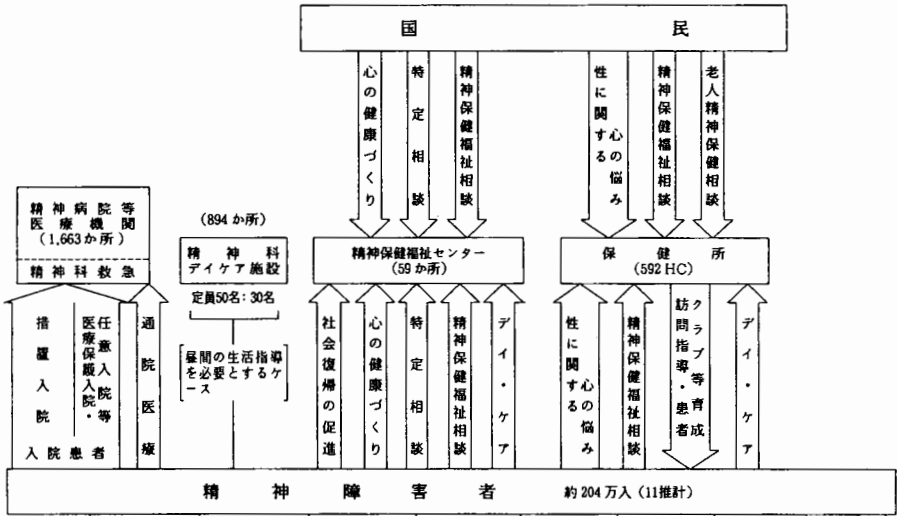 国民
心の健康づくり
特定相談
精神保健福祉相談
性に関する
心の悩み
精神保健福祉相談
老人精神保健相談
精神病院等
医療機関
(1,663か所)
精神科救急
(894か所)
精神科
デイケア施設
定員50名:30名
昼間の生活指導
を必要とするケ
ース
精神保健福祉センター
(59か所)
保健所
(592 HC)
措置入院
任意入院等
医療保護入院・
入院患者
通院医療
社会復帰の促進
心の健康づくり
特定相談
精神保健福祉相談
デイ・ケア
性に関する
心の悩み
精神保健福祉相談
クラブ等育成
訪問指導・患者
デイ・ケア
精神障害者 約204万入(11推計)